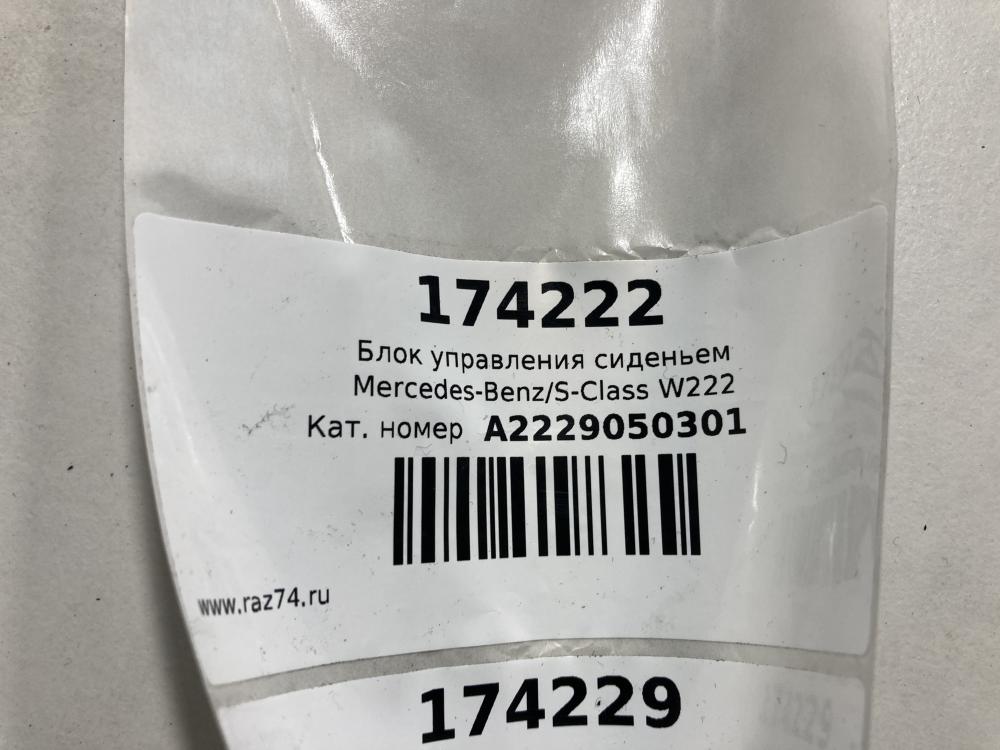 174222
Блок управления сиденьем
Mercedes-Benz/S-Class W222
Кат. номер A2229050301
www.raz74.ru
174229